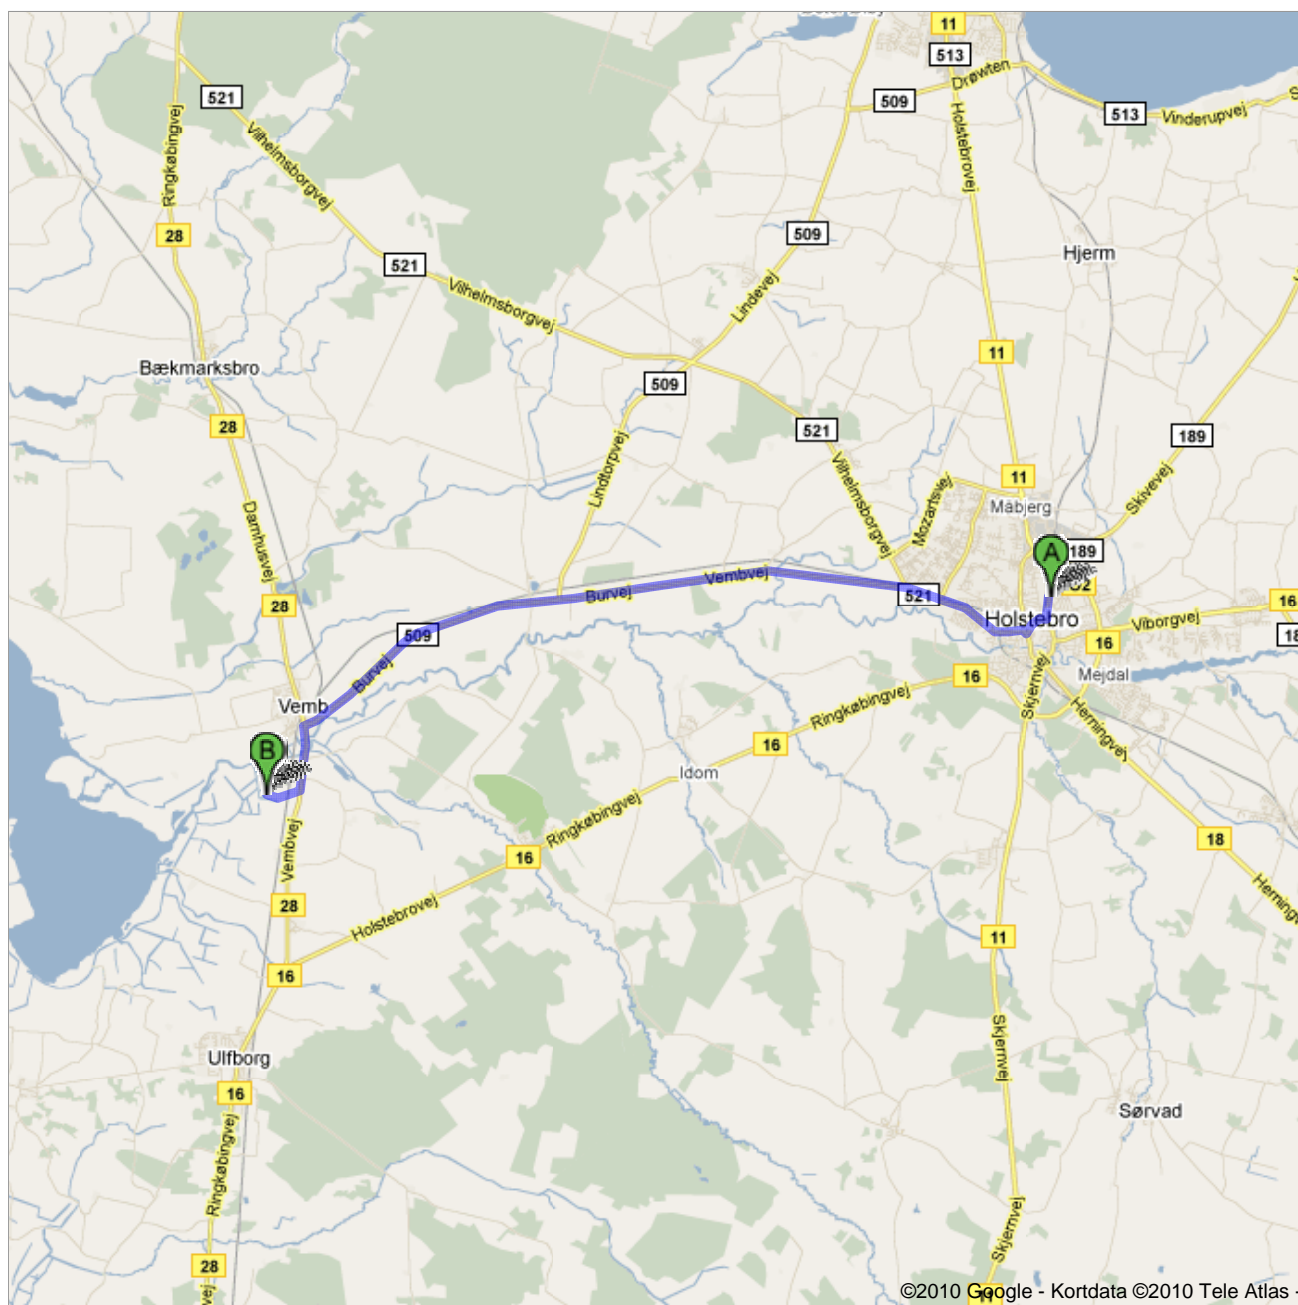 11
513
521
Drøwten
509
513
Vinderupvej
Ringkøbingvej
Vilhelmsborgvej
Holstebrovej
28
509
Hjerm
521
Lindevej
Vilhelmsborgvej
11
Bækmarksbro
509
28
521
189
Lindtorpvej
Vilhelmsborgvej
Mozartsvej
11
Skivevej
Måbjerg
Damhusvej
A
189
Vembvej
Burvej
521
28
16
Holstebro
Viborgvej
509
16
Burvej
Skjernvej
16
Mejdal
Vemb
Ringkøbingvej
Herningvej
B
16
Idom
Ringkøbingvej
18
Vembvej
16
28
Holstebrovej
11
16
Skjernvej
Ulfborg
16
Sørvad
Ringkøbingvej
Skjernvej
28
©2010 Google - Kortdata ©2010 Tele Atlas -